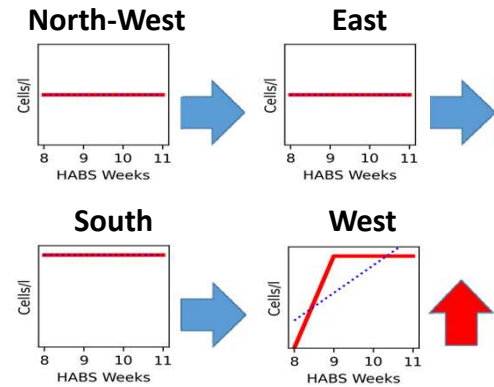 North-West
Cells/l
8 9 10 11
HABS Weeks
East
Cells/l
8 9 10 11
HABS Weeks
South
Cells/l
8 9 10 11
HABS Weeks
West
Cells/l
8 9 10 11
HABS Weeks